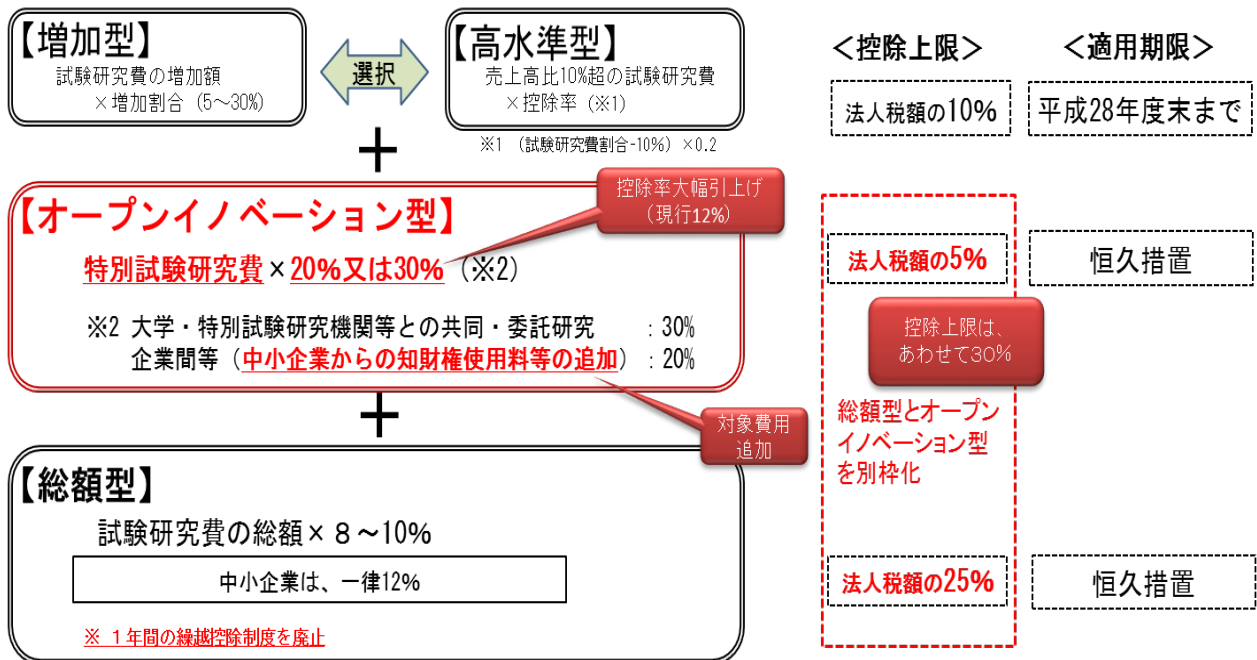 【増加型】
試験研究費の増加額
×増加割合（5～30%）
選択
【高水準型】
売上高比10%超の試験研究費
×控除率（※1）
※1 （試験研究費割合-10%）×0.2
＜控除上限＞
＜適用期限＞
法人税額の10%
平成28年度末まで
＋
控除率大幅引上げ
（現行12%）
【オープンイノベーション型】
特別試験研究費×20%又は30%（※2）
※2 大学・特別試験研究機関等との共同・委託研究 ：30%
企業間等（中小企業からの知財権使用料等の追加）：20%
法人税額の5%
恒久措置
控除上限は、
あわせて30%
＋
対象費用
追加
総額型とオープン
イノベーション型
を別枠化
【総額型】
試験研究費の総額×８～10%
中小企業は、一律12%
※ １年間の繰越控除制度を廃止
法人税額の25%
恒久措置